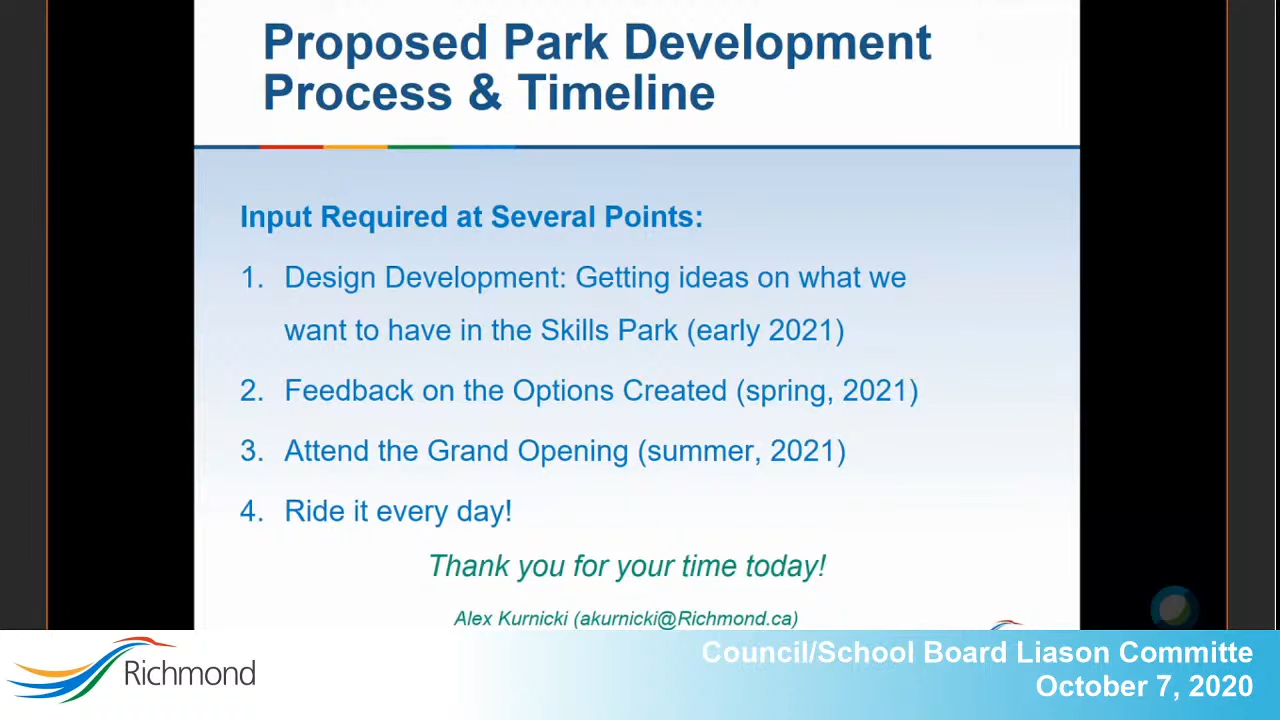 Proposed Park Development
Process & Timeline
Input Required at Several Points:
1. Design Development: Getting ideas on what we
want to have in the Skills Park (early 2021)
2. Feedback on the Options Created (spring, 2021)
3. Attend the Grand Opening (summer, 2021)
4. Ride it every day!
Thank you for your time today!
Alex Kurnicki (akurnicki@Richmond.ca)
Richmond
Council/School Board Liason Committe
October 7, 2020